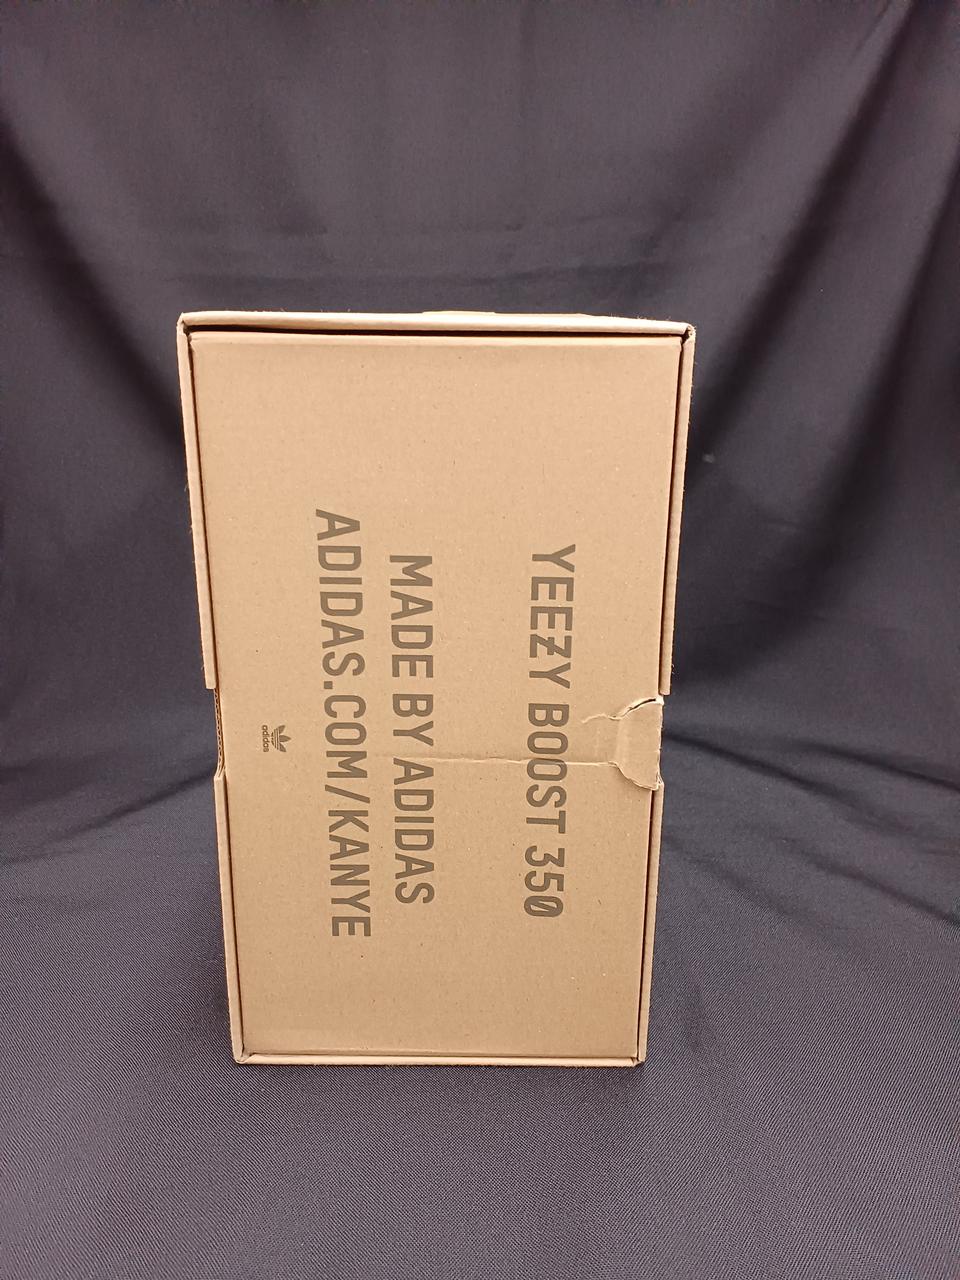 YEEZY BOOST 350
MADE BY ADIDAS
ADIDAS.COM/KANYE
adidas